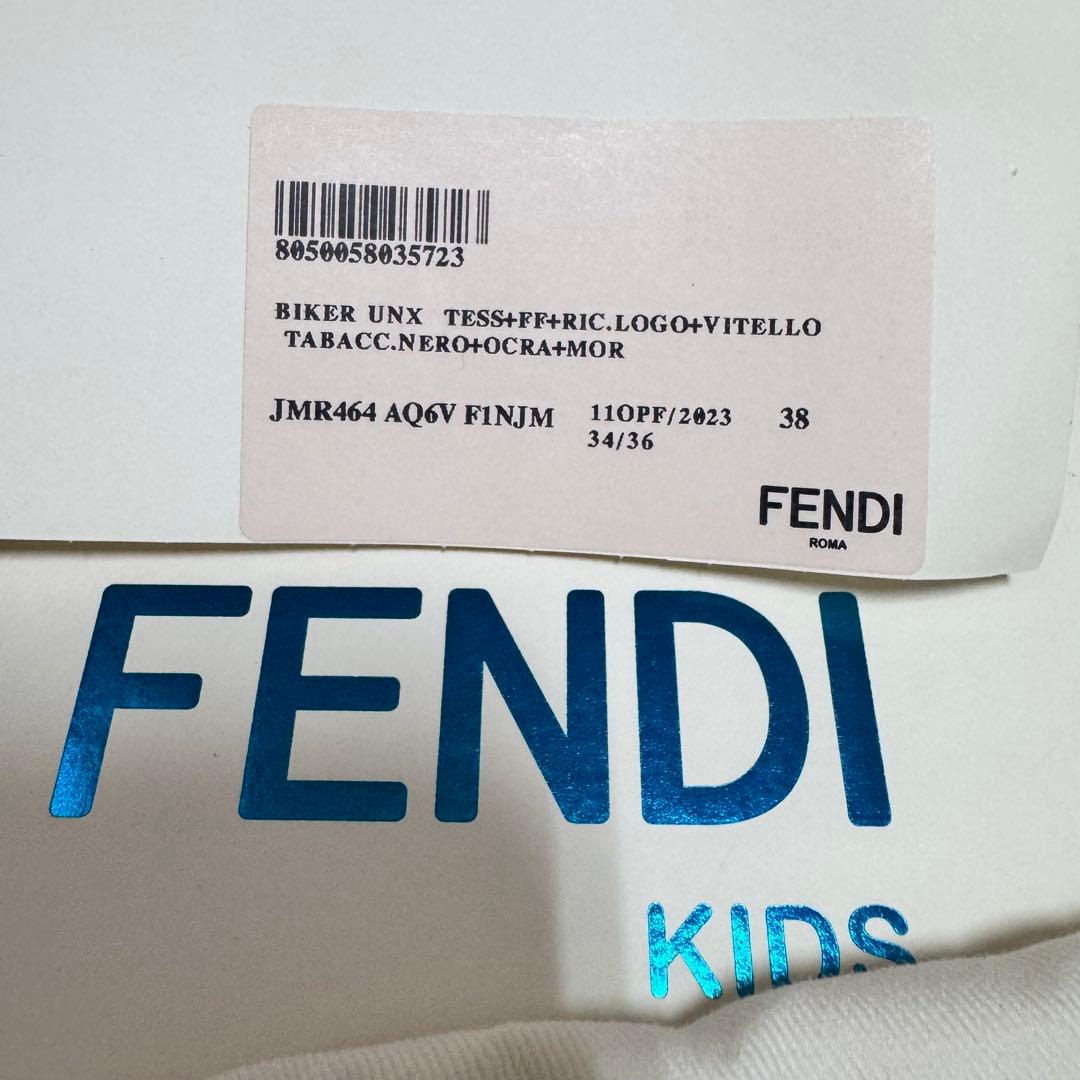 8050058035723
BIKER UNX TESS+FF+RIC.LOGO+VITELLO
TABACC.NERO+OCRA+MOR
JMR464 AQ6V F1NJM 110PF/2023 38
34/36
FENDI
ROMA
FENDI
KIDS